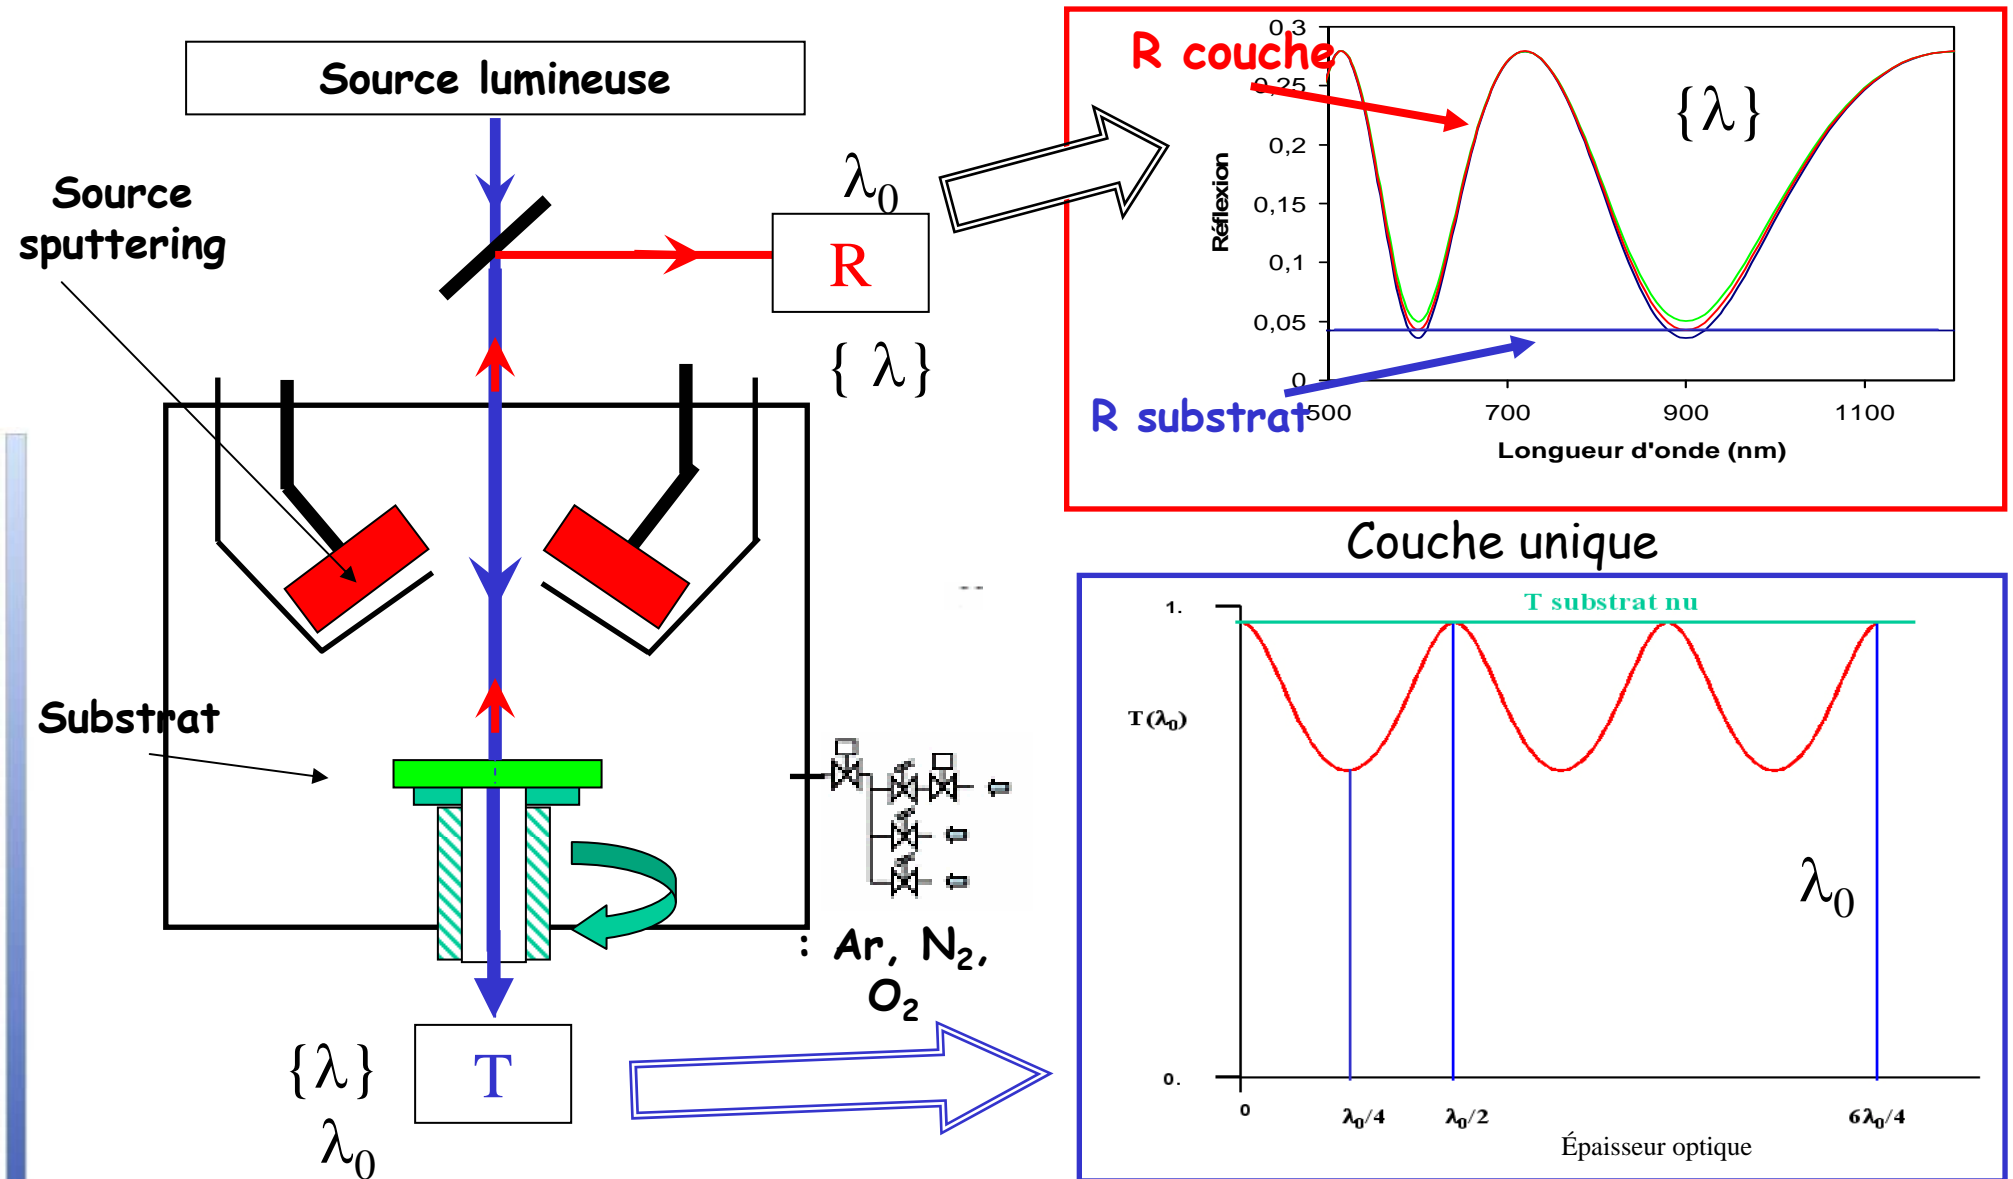 Source lumineuse
Source
sputtering
λ0
R
{ λ}
Substrat
: Ar, N2,
O2
{λ}
λ0
T
R couche
{λ}
0,3
0,25
0,2
0,15
0,1
0,05
0
Réflexion
500 700 900 1100
Longueur d'onde (nm)
R substrat
Couche unique
T substrat nu
1.
T(λ0)
λ0
0.
0 λ0/4 λ0/2 6λ0/4
Épaisseur optique